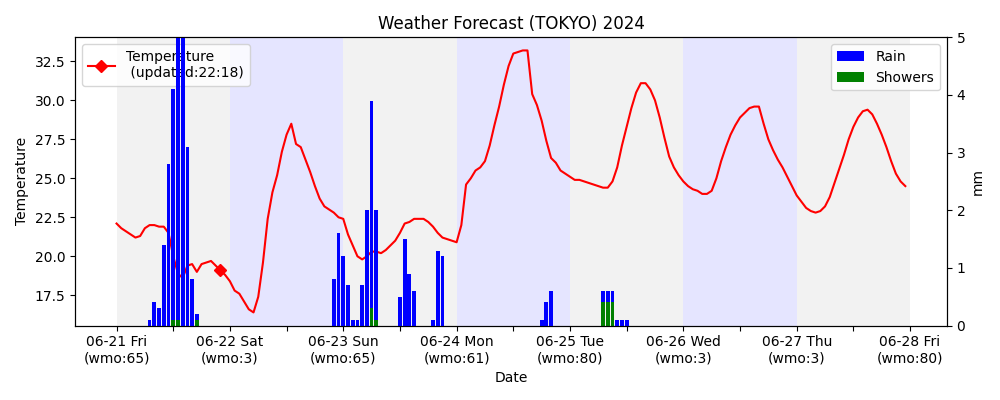 Weather Forecast (TOKYO) 2024
Temperature
(updated:22:18)
Rain
Showers
Temperature
32.5
30.0
27.5
25.0
22.5
20.0
17.5
5
4
3
2
1
0
mm
06-21 Fri
(wmo:65)
06-22 Sat
(wmo:3)
06-23 Sun
(wmo:65)
06-24 Mon
(wmo:61)
06-25 Tue
(wmo:80)
06-26 Wed
(wmo:3)
06-27 Thu
(wmo:3)
06-28 Fri
(wmo:80)
Date